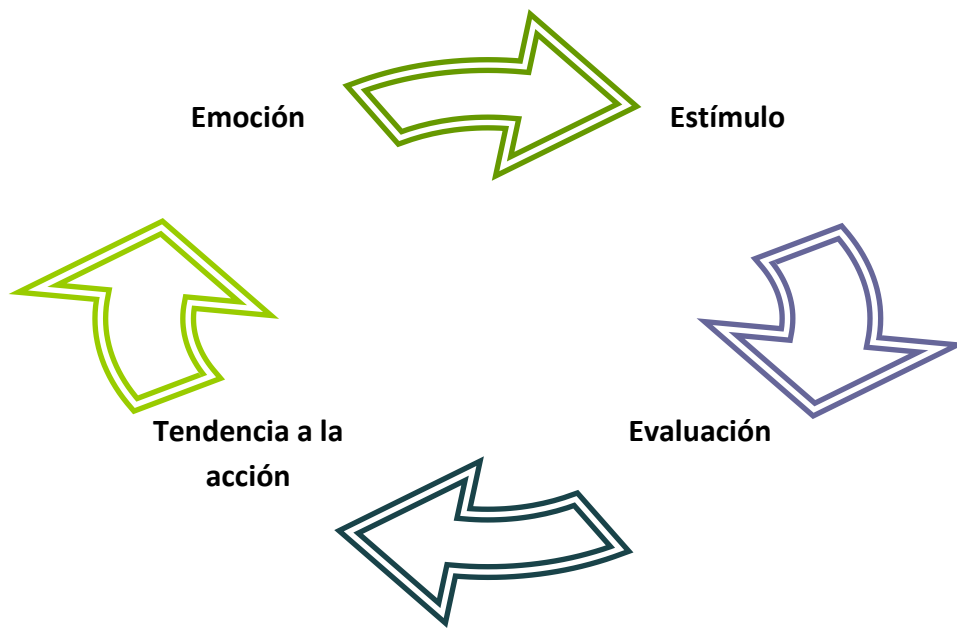 Emoción
Estímulo
Evaluación
Tendencia a la
acción